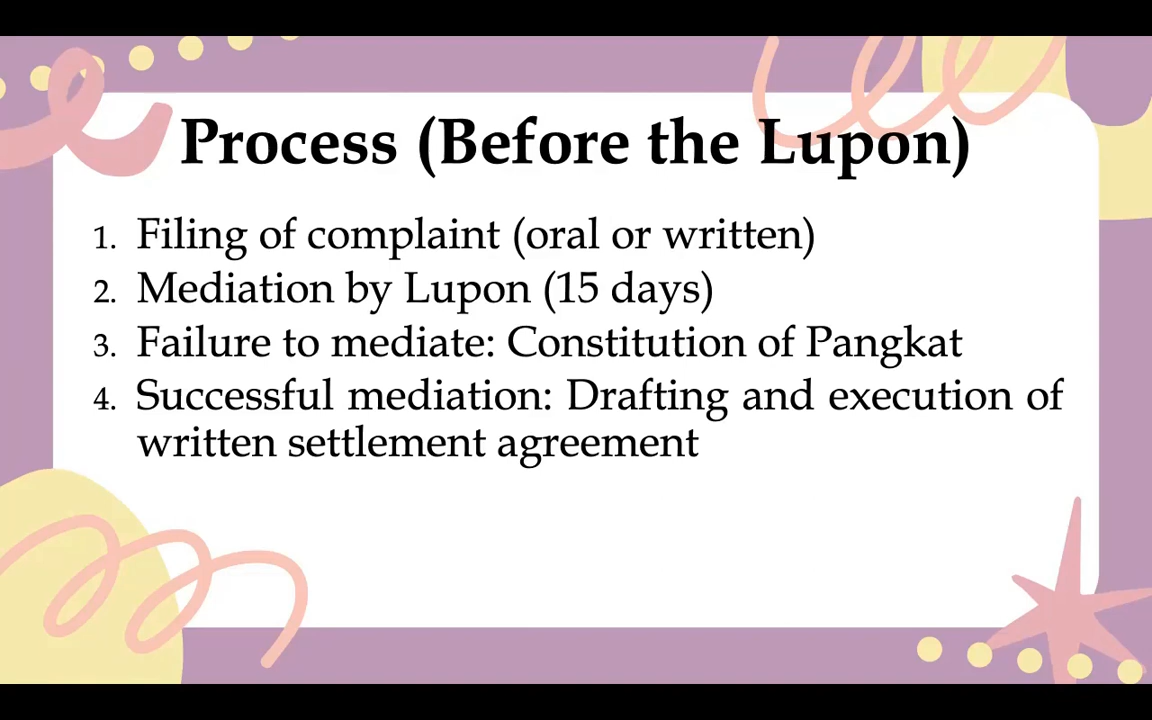 Process (Before the Lupon)
1. Filing of complaint (oral or written)
2. Mediation by Lupon (15 days)
3. Failure to mediate: Constitution of Pangkat
4. Successful mediation: Drafting and execution of
written settlement agreement